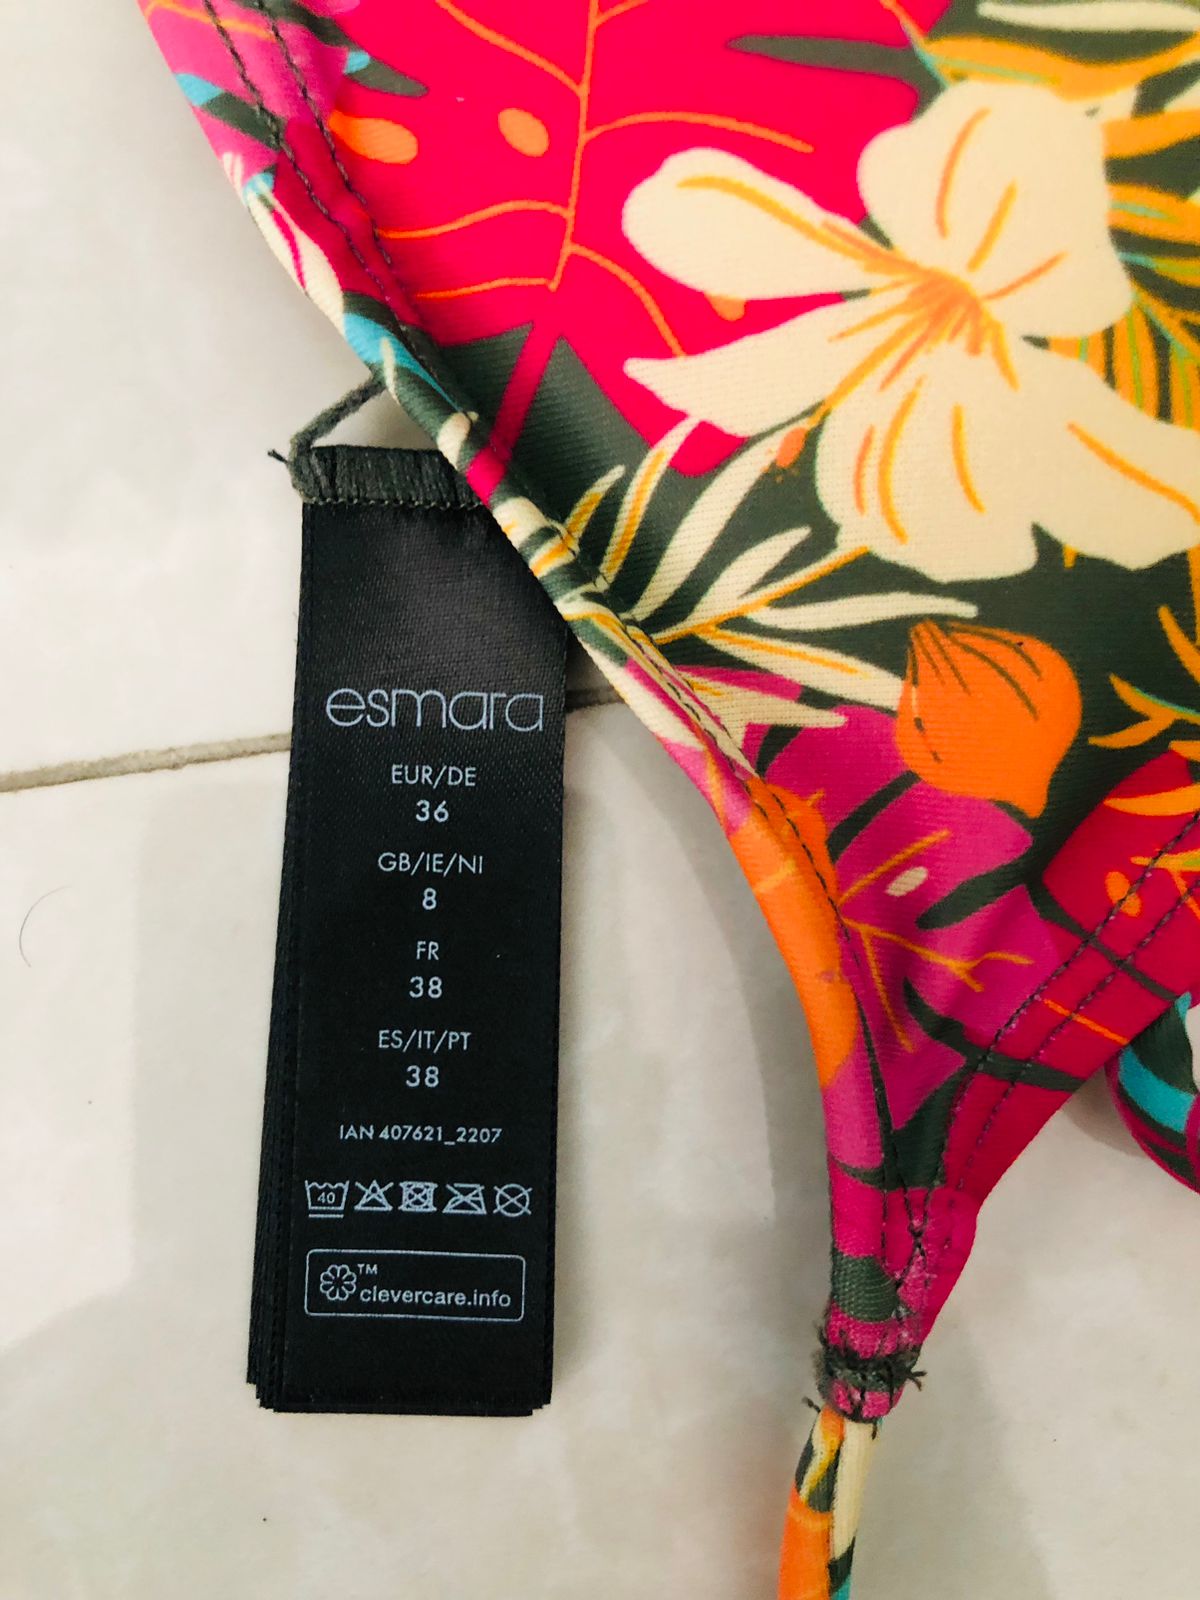 esmara
EUR/DE
36
GB/IE/NI
8
FR
38
ES/IT/PT
38
IAN 407621_2207
40
TM
clevercare.info